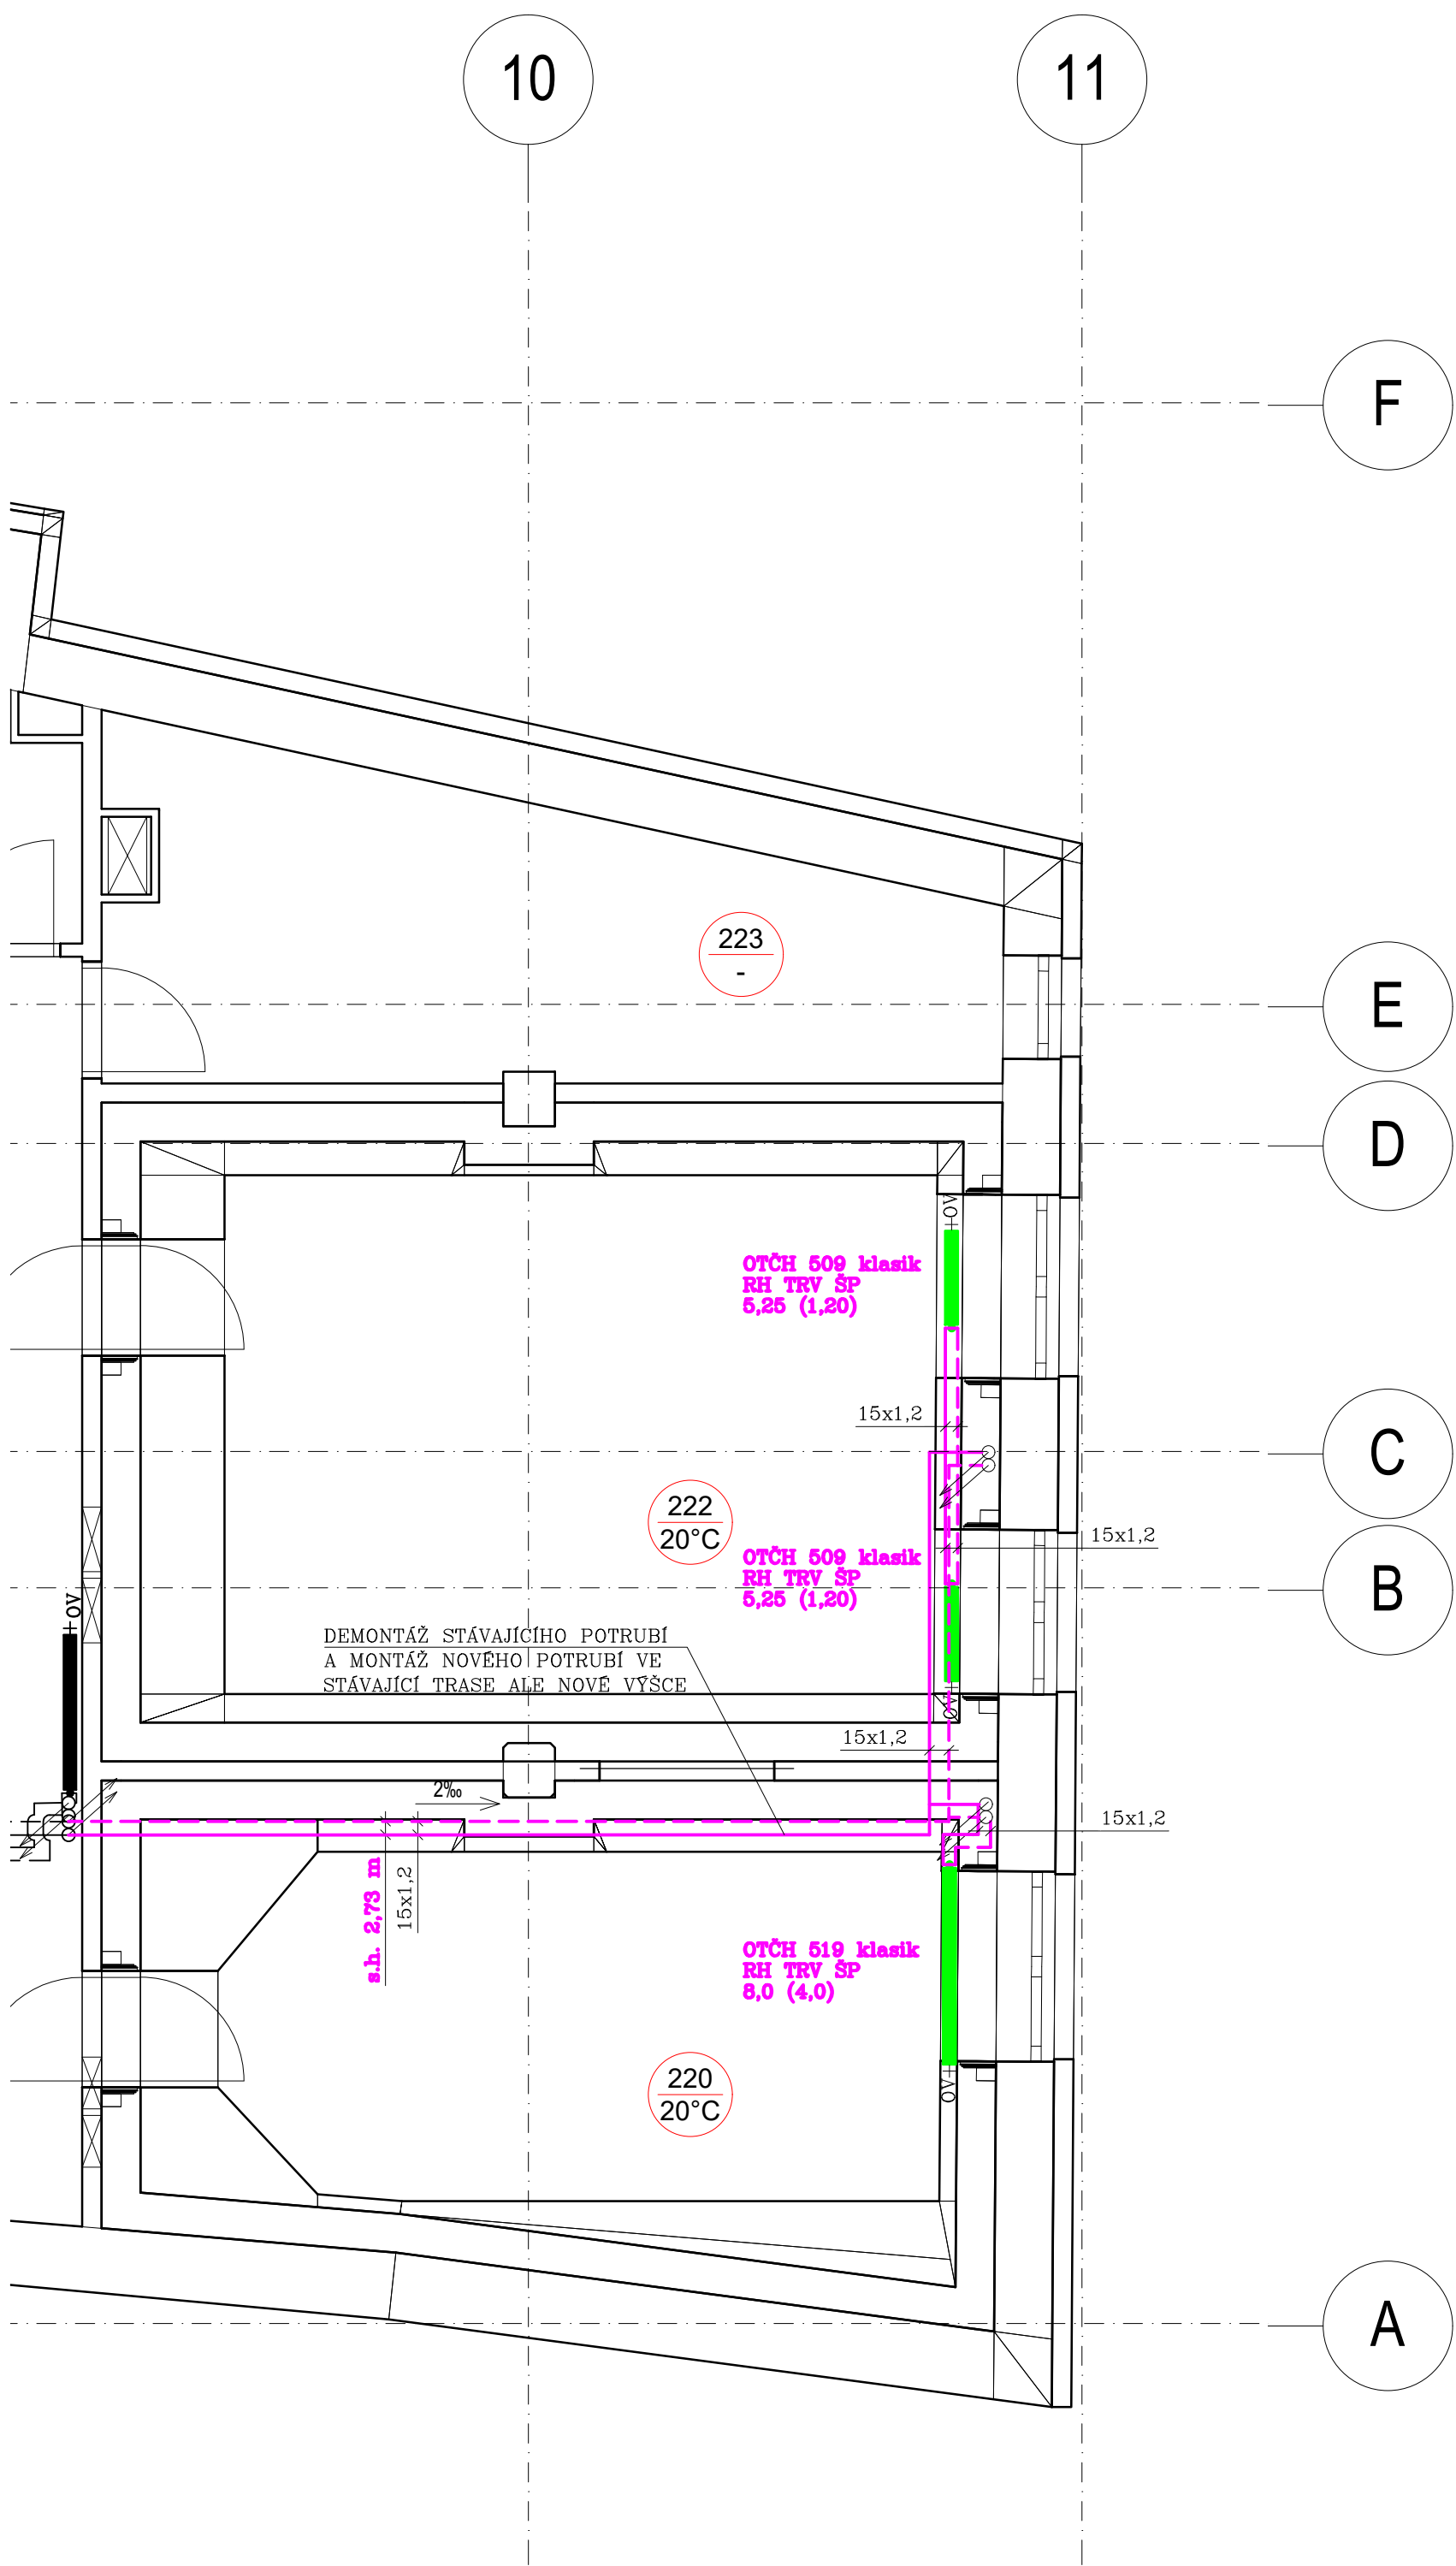 10
11
F
223
-
E
D
OV
OTČH 509 klasik
RH TRV ŠP
5,25 (1,20)
15x1,2
C
222
20°C
15x1,2
OTČH 509 klasik
RH TRV ŠP
5,25 (1,20)
B
OV
DEMONTÁŽ STÁVAJÍCÍHO POTRUBÍ
A MONTÁŽ NOVÉHO POTRUBÍ VE
STÁVAJÍCÍ TRASE ALE NOVÉ VÝŠCE
OV
15x1,2
2‰
15x1,2
s.h. 2,73 m
15x1,2
OTČH 519 klasik
RH TRV ŠP
8,0 (4,0)
220
20°C
OV
A